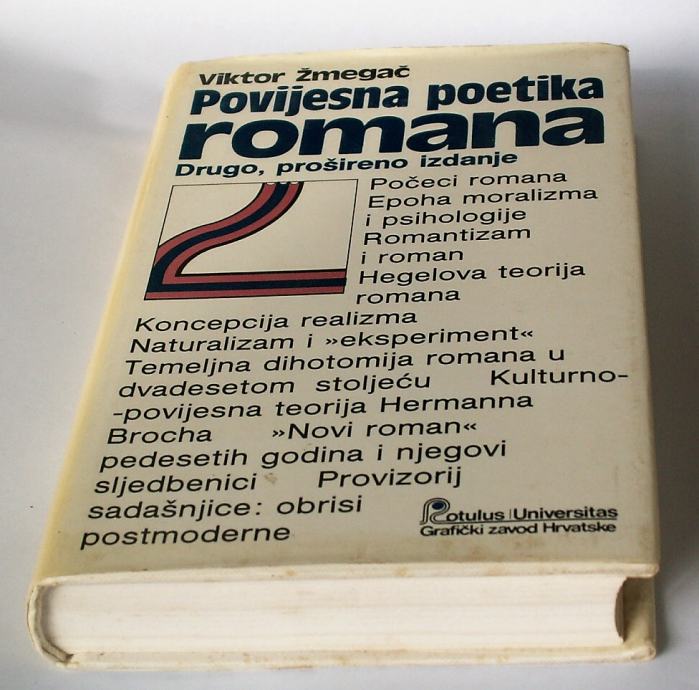 Viktor Žmegač
Povijesna poetika
romana
Drugo, prošireno izdanje
Počeci romana
Epoha moralizma
i psihologije
Romantizam
i roman
Hegelova teorija
romana
Koncepcija realizma
Naturalizam i »eksperiment«
Temeljna dihotomija romana u
dvadesetom stoljeću Kulturno-
-povijesna teorija Hermanna
Brocha »Novi roman«
pedesetih godina i njegovi
sljedbenici Provizorij
sadašnjice: obrisi
postmoderne
Rotulus Universitas
Grafički zavod Hrvatske